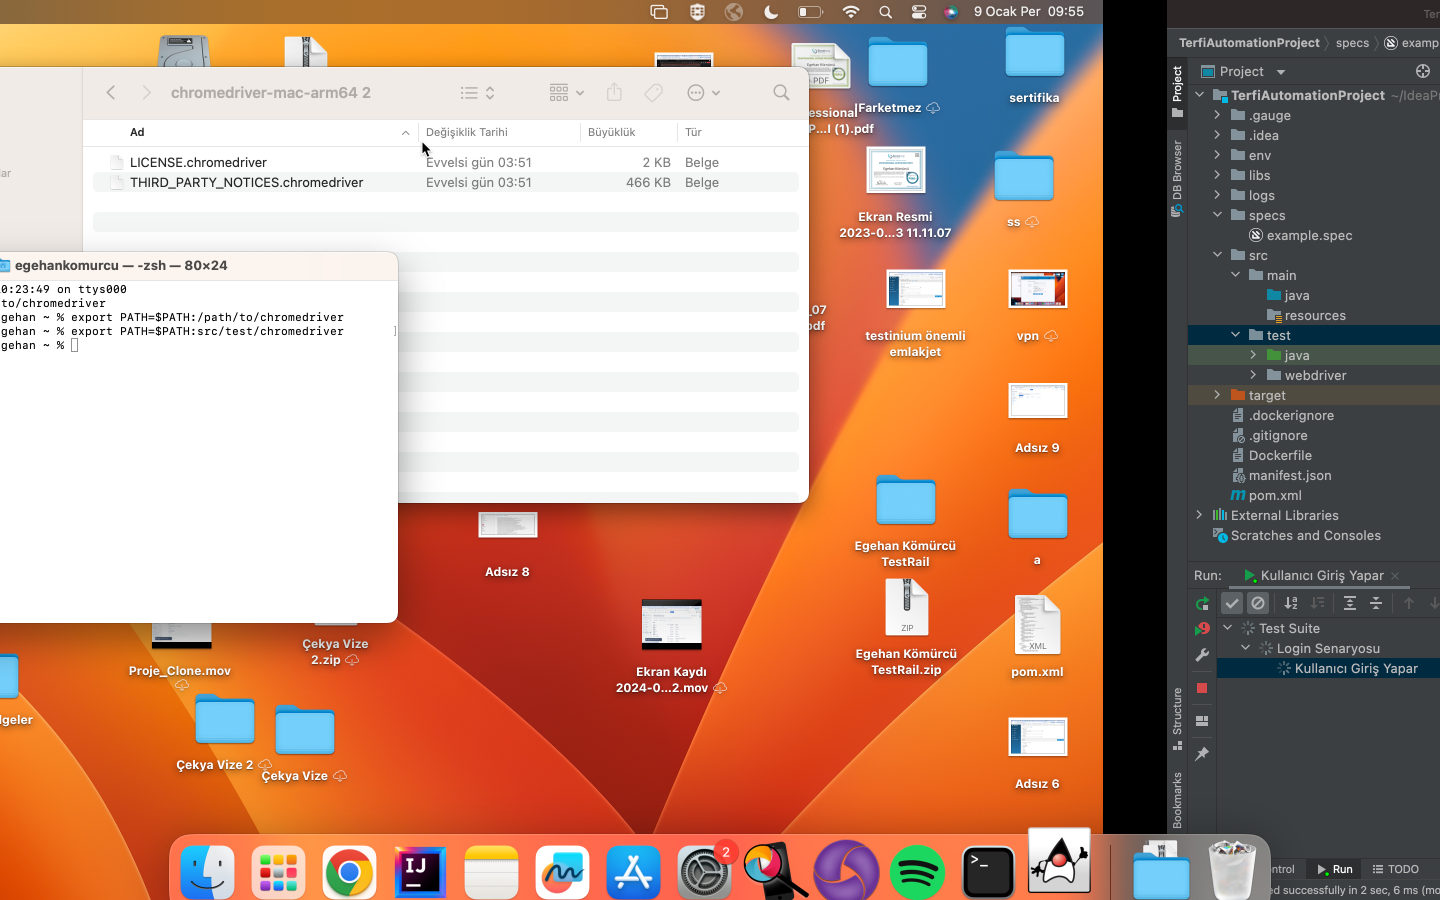 9 Ocak Per 09:55
chromedriver-mac-arm64 2
Ad
Değişiklik Tarihi
Büyüklük
Tür
LICENSE.chromedriver
Evvelsi gün 03:51
2 KB
Belge
THIRD_PARTY_NOTICES.chromedriver
Evvelsi gün 03:51
466 KB
Belge
egehankomurcu — -zsh — 80×24
0:23:49 on ttys000
to/chromedriver
gehan ~ % export PATH=$PATH:/path/to/chromedriver
gehan ~ % export PATH=$PATH:src/test/chromedriver
gehan ~ %
PDF
essional
P...l (1).pdf
Farketmez
sertifika
Ekran Resmi
2023-0...3 11.11.07
ss
_07
odf
testinium önemli
emlakjet
vpn
Adsız 9
Adsız 8
Egehan Kömürcü
TestRail
a
ZIP
Egehan Kömürcü
TestRail.zip
XML
pom.xml
Ekran Kaydı
2024-0...2.mov
Çekya Vize
2.zip
Proje_Clone.mov
lgeler
Çekya Vize 2
Çekya Vize
Adsız 6
2
Ter
TerfiAutomationProject
specs
examp
Project
Project
TerfiAutomationProject ~/IdeaPr
.gauge
.idea
env
libs
logs
specs
example.spec
src
main
java
resources
test
java
webdriver
target
.dockerignore
.gitignore
Dockerfile
manifest.json
pom.xml
External Libraries
Scratches and Consoles
DB Browser
Run:
Kullanıcı Giriş Yapar
Test Suite
Login Senaryosu
Kullanıcı Giriş Yapar
Structure
Bookmarks
ntrol
Run
TODO
ed successfully in 2 sec, 6 ms (mo